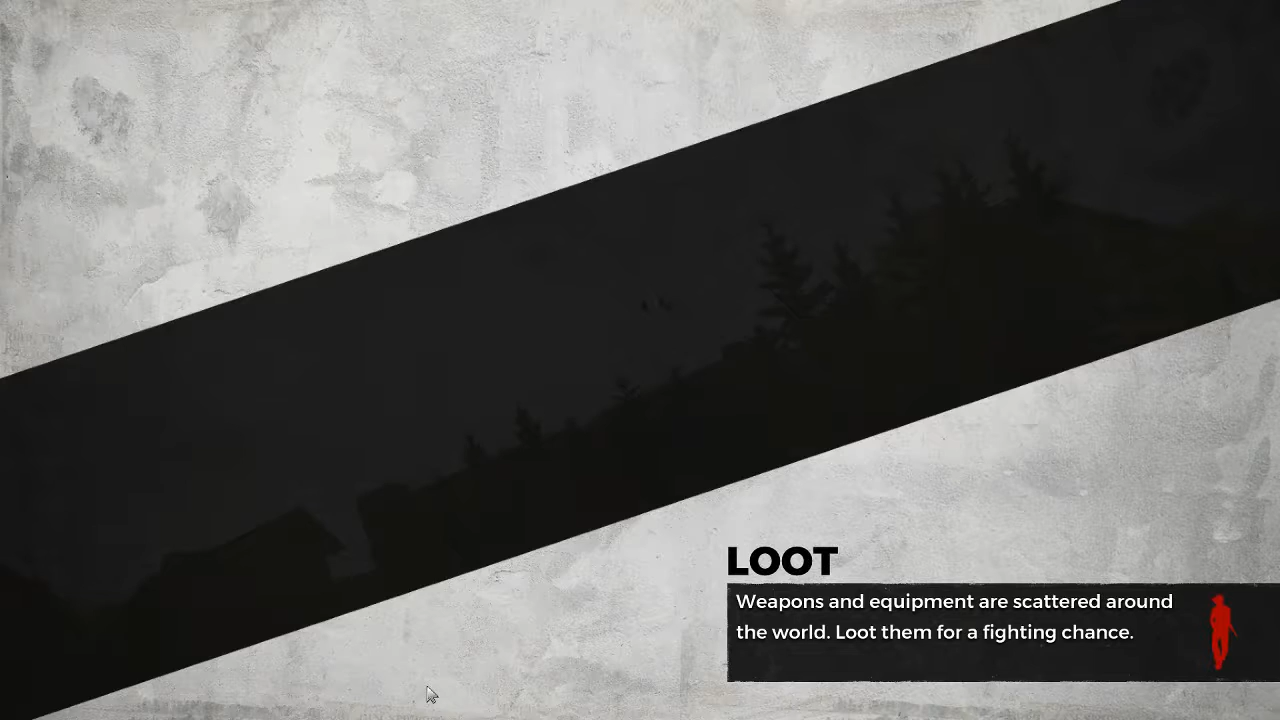 LOOT
Weapons and equipment are scattered around
the world. Loot them for a fighting chance.